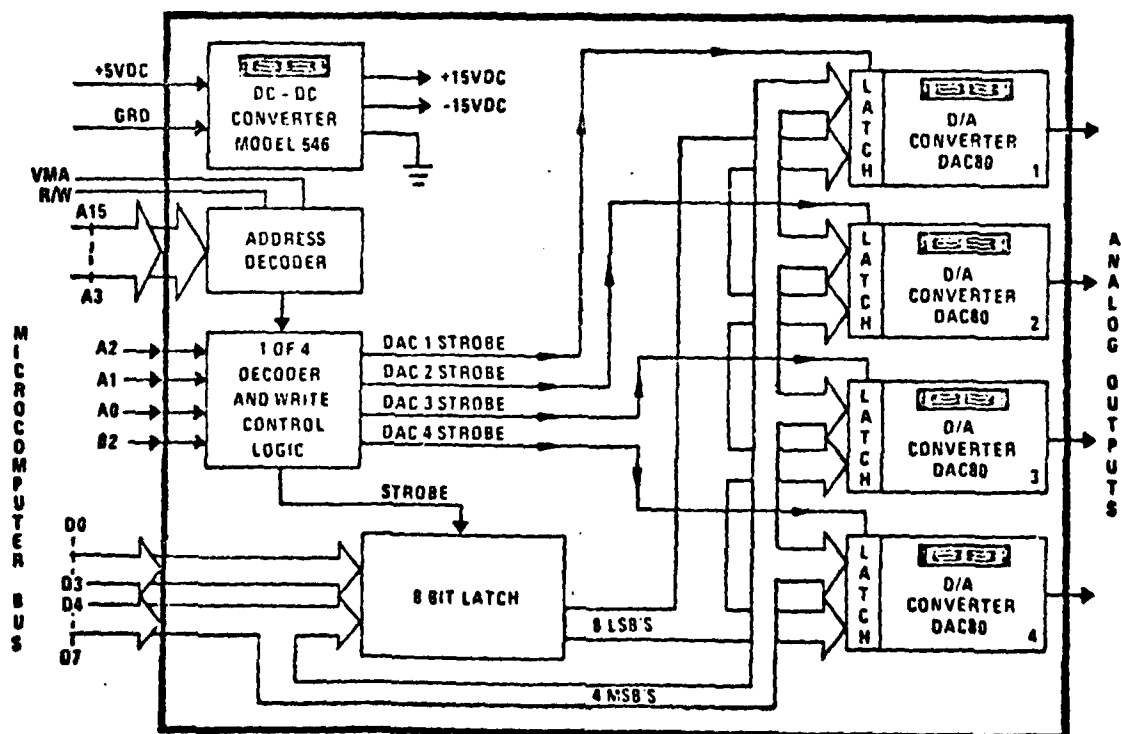 +5VDC
GRD
DC - DC
CONVERTER
MODEL 546
+15VDC
-15VDC
VMA
R/W
A15
A3
ADDRESS
DECODER
MICROCOMPUTER BUS
A2
A1
A0
1 OF 4
DECODER
AND WRITE
CONTROL
LOGIC
DAC 1 STROBE
DAC 2 STROBE
DAC 3 STROBE
DAC 4 STROBE
STROBE
D0
D3
D4
D7
8 BIT LATCH
8 LSB'S
4 MSB'S
LATCH
D/A
CONVERTER
DAC80
1
LATCH
D/A
CONVERTER
DAC80
2
LATCH
D/A
CONVERTER
DAC80
3
LATCH
D/A
CONVERTER
DAC80
4
ANALOG OUTPUTS